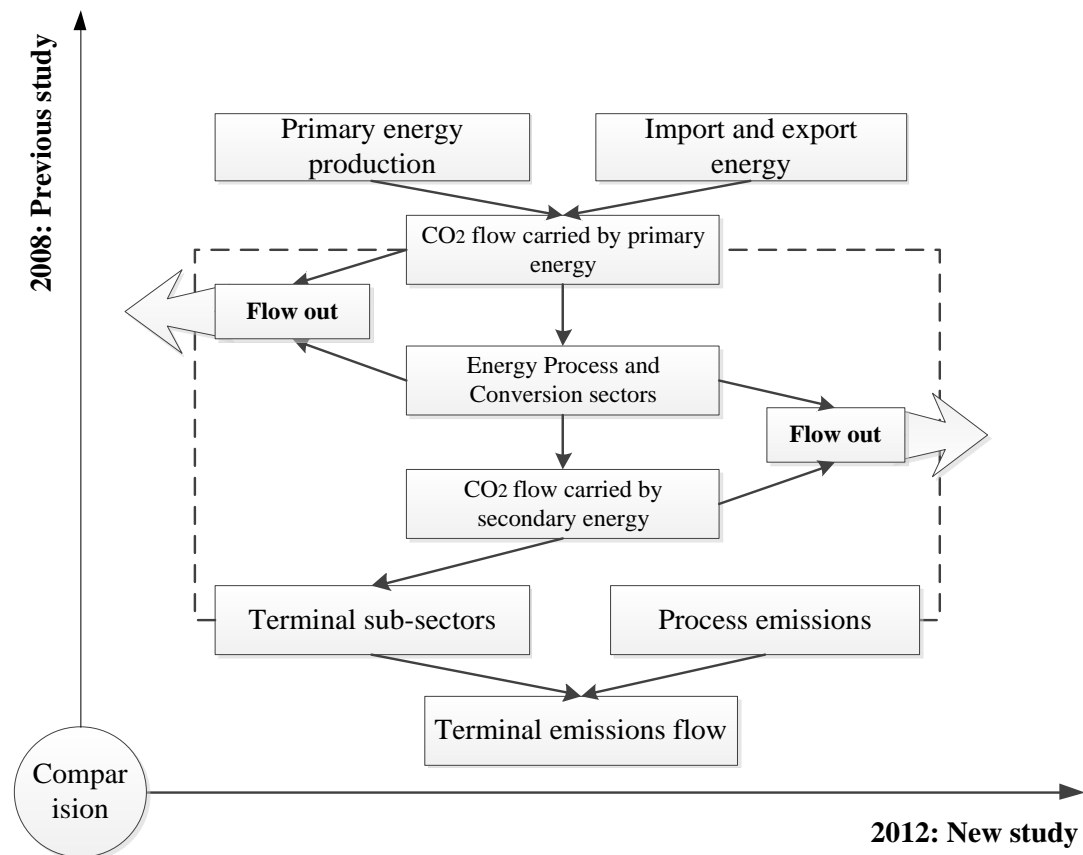 2008: Previous study
Primary energy
production
Import and export
energy
CO2 flow carried by primary
energy
Flow out
Energy Process and
Conversion sectors
Flow out
CO2 flow carried by
secondary energy
Terminal sub-sectors
Process emissions
Terminal emissions flow
Compar
ision
2012: New study